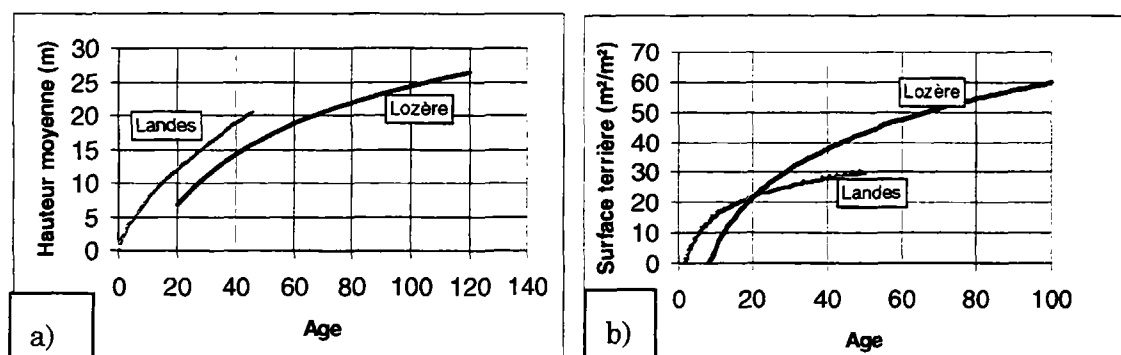 Hauteur moyenne (m)
30
25
20
15
10
5
0
Landes
Lozère
0 20 40 60 80 100 120 140
Age
a)
Surface terrière (m²/m²)
70
60
50
40
30
20
10
0
Lozère
Landes
0 20 40 60 80 100
Age
b)